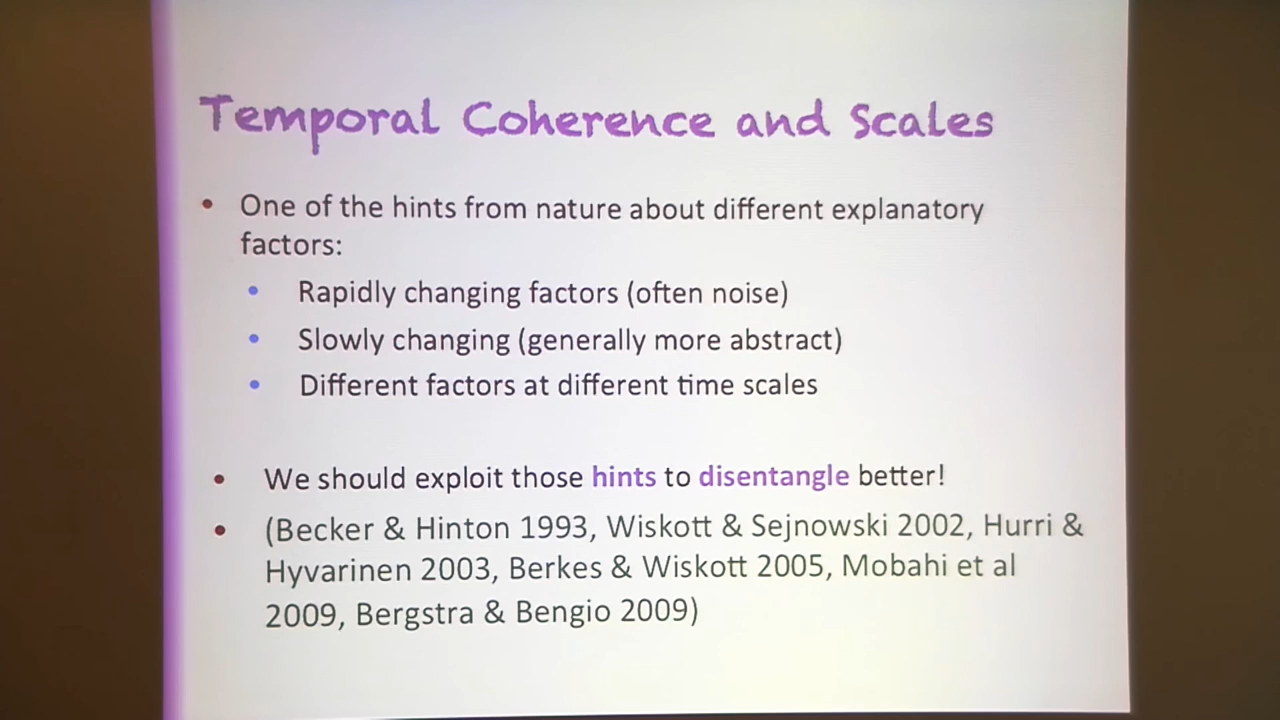 Temporal Coherence and Scales
• One of the hints from nature about different explanatory
factors:
• Rapidly changing factors (often noise)
• Slowly changing (generally more abstract)
• Different factors at different time scales
• We should exploit those hints to disentangle better!
• (Becker & Hinton 1993, Wiskott & Sejnowski 2002, Hurri &
Hyvarinen 2003, Berkes & Wiskott 2005, Mobahi et al
2009, Bergstra & Bengio 2009)